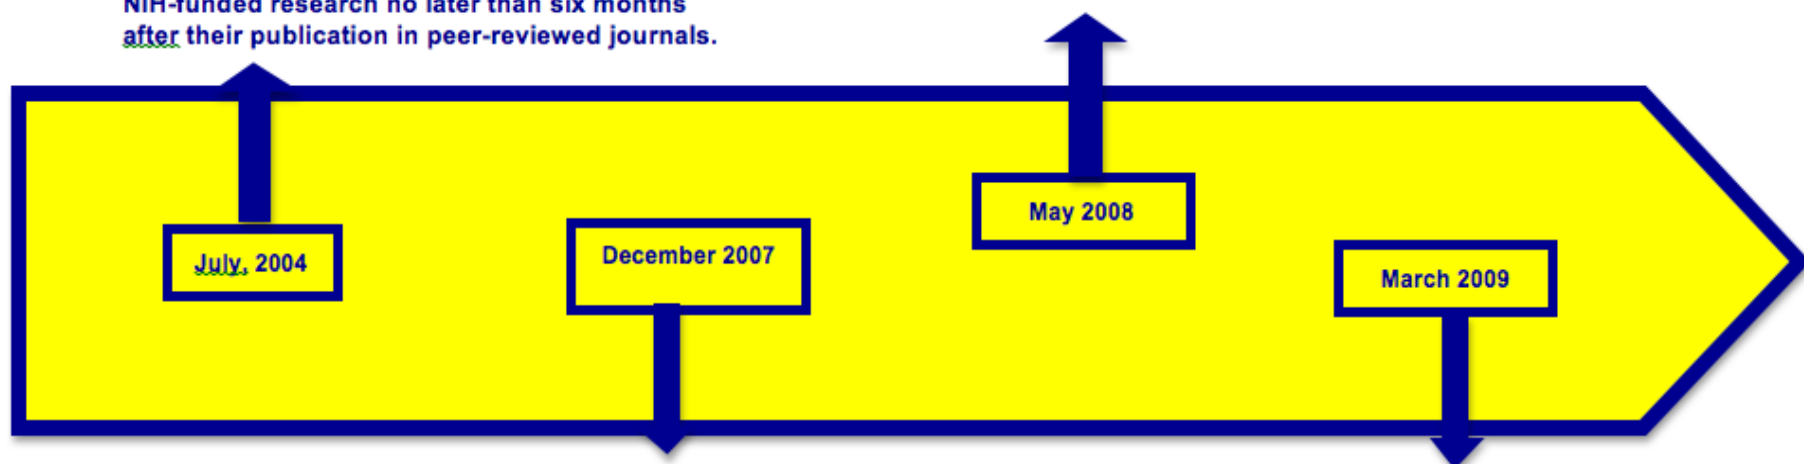 NIH-funded research no later than six months
after their publication in peer-reviewed journals.
July, 2004
December 2007
May 2008
March 2009